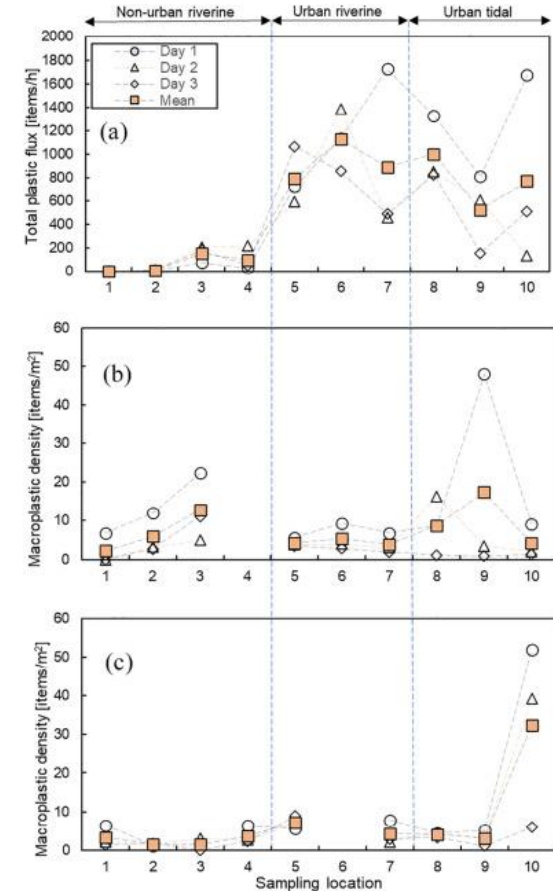 Non-urban riverine Urban riverine Urban tidal
2000
1800
1600
1400
1200
1000
800
600
400
200
0
Total plastic flux [items/h]
Day 1
Day 2
Day 3
Mean
(a)
1 2 3 4 5 6 7 8 9 10
60
50
40
30
20
10
0
Macroplastic density [items/m²]
(b)
1 2 3 4 5 6 7 8 9 10
60
50
40
30
20
10
0
Macroplastic density [items/m²]
(c)
1 2 3 4 5 6 7 8 9 10
Sampling location